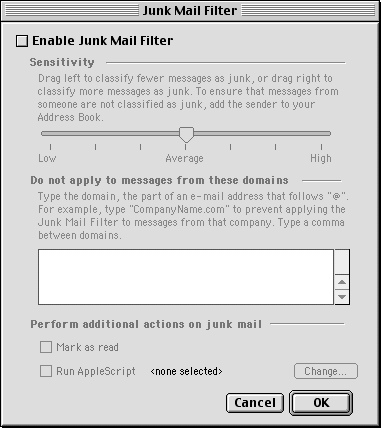 Junk Mail Filter
Enable Junk Mail Filter
Sensitivity
Drag left to classify fewer messages as junk, or drag right to
classify more messages as junk. To ensure that messages from
someone are not classified as junk, add the sender to your
Address Book.
Low Average High
Do not apply to messages from these domains
Type the domain, the part of an e-mail address that follows "@".
For example, type "CompanyName.com" to prevent applying the
Junk Mail Filter to messages from that company. Type a comma
between domains.
Perform additional actions on junk mail
Mark as read
Run AppleScript <none selected> Change...
Cancel OK